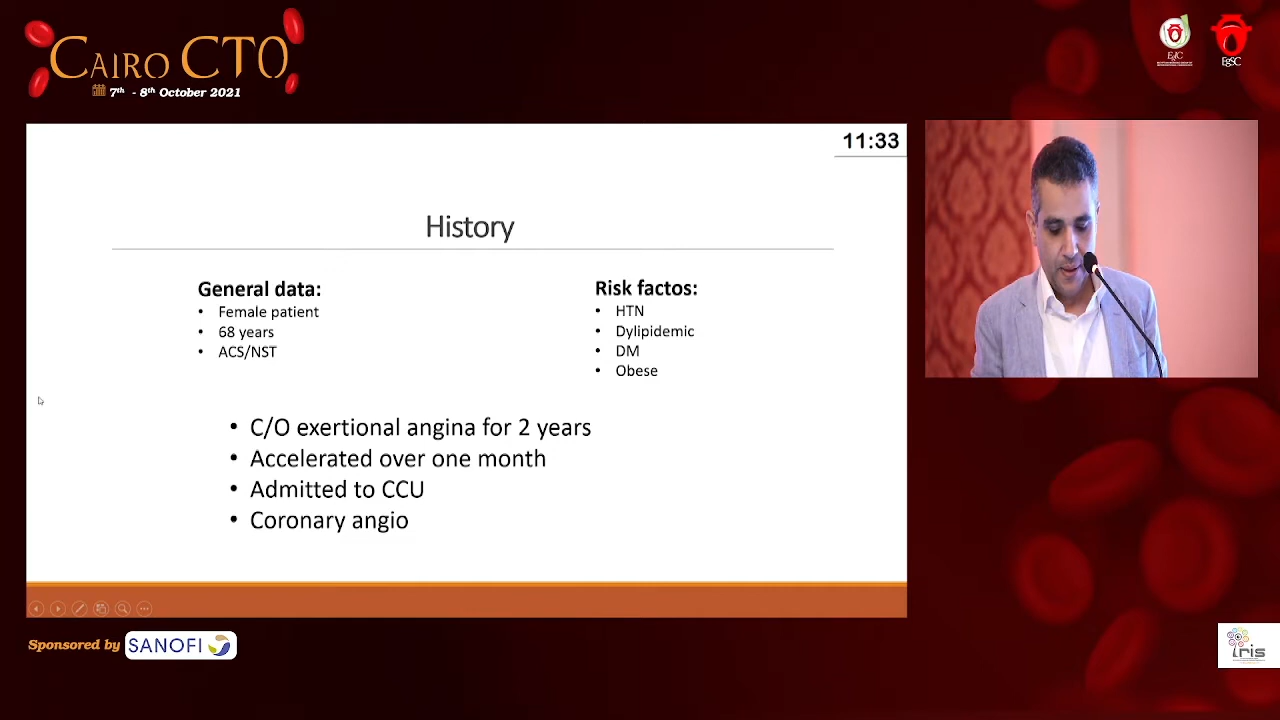 CAIRO CTO
7th - 8th October 2021
EgSC
11:33
History
General data:
• Female patient
• 68 years
• ACS/NST
Risk factos:
• HTN
• Dylipidemic
• DM
• Obese
• C/O exertional angina for 2 years
• Accelerated over one month
• Admitted to CCU
• Coronary angio
Sponsored by SANOFI
iris